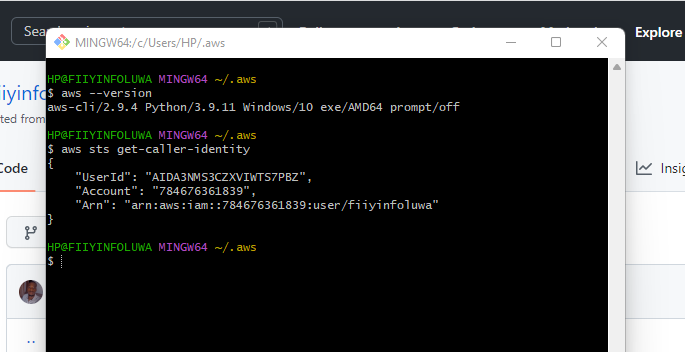 MINGW64:/c/Users/HP/.aws
Explore
HP@FIIYINFOLUWA MINGW64 ~/.aws
$ aws --version
aws-cli/2.9.4 Python/3.9.11 Windows/10 exe/AMD64 prompt/off
HP@FIIYINFOLUWA MINGW64 ~/.aws
$ aws sts get-caller-identity
{
    "UserId": "AIDA3NMS3CZXVIWTS7PBZ",
    "Account": "784676361839",
    "Arn": "arn:aws:iam::784676361839:user/fiiyinfoluwa"
}
HP@FIIYINFOLUWA MINGW64 ~/.aws
$
iiyinfo
ted from
Code
Insig
..